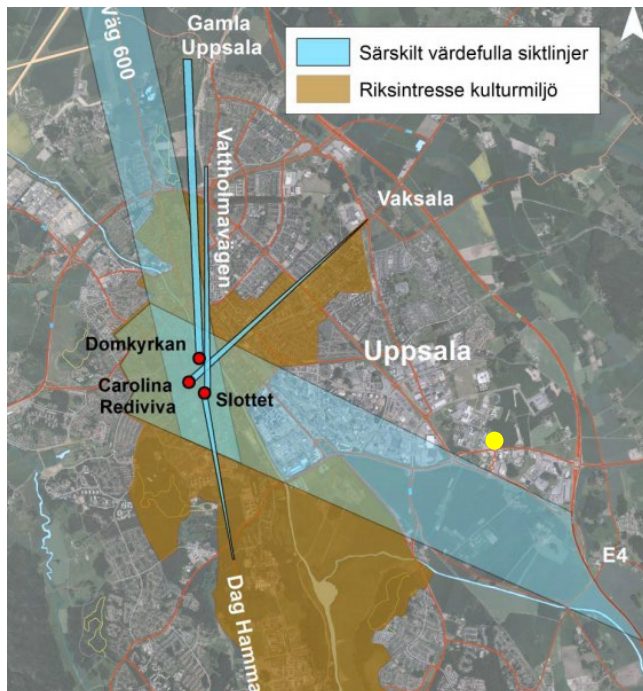 Väg 600
Gamla
Uppsala
Särskilt värdefulla siktlinjer
Riksintresse kulturmiljö
Vattholmavägen
Vaksala
Domkyrkan
Uppsala
Carolina
Rediviva
Slottet
E4
Dag Hamma